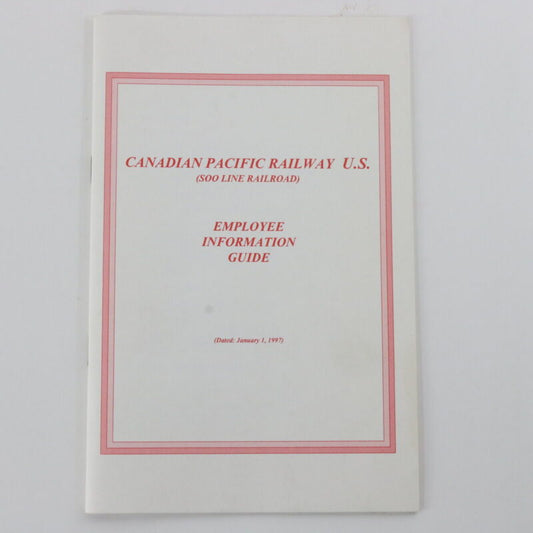 CANADIAN PACIFIC RAILWAY U.S.
(SOO LINE RAILROAD)
EMPLOYEE
INFORMATION
GUIDE
(Dated: January 1, 1997)